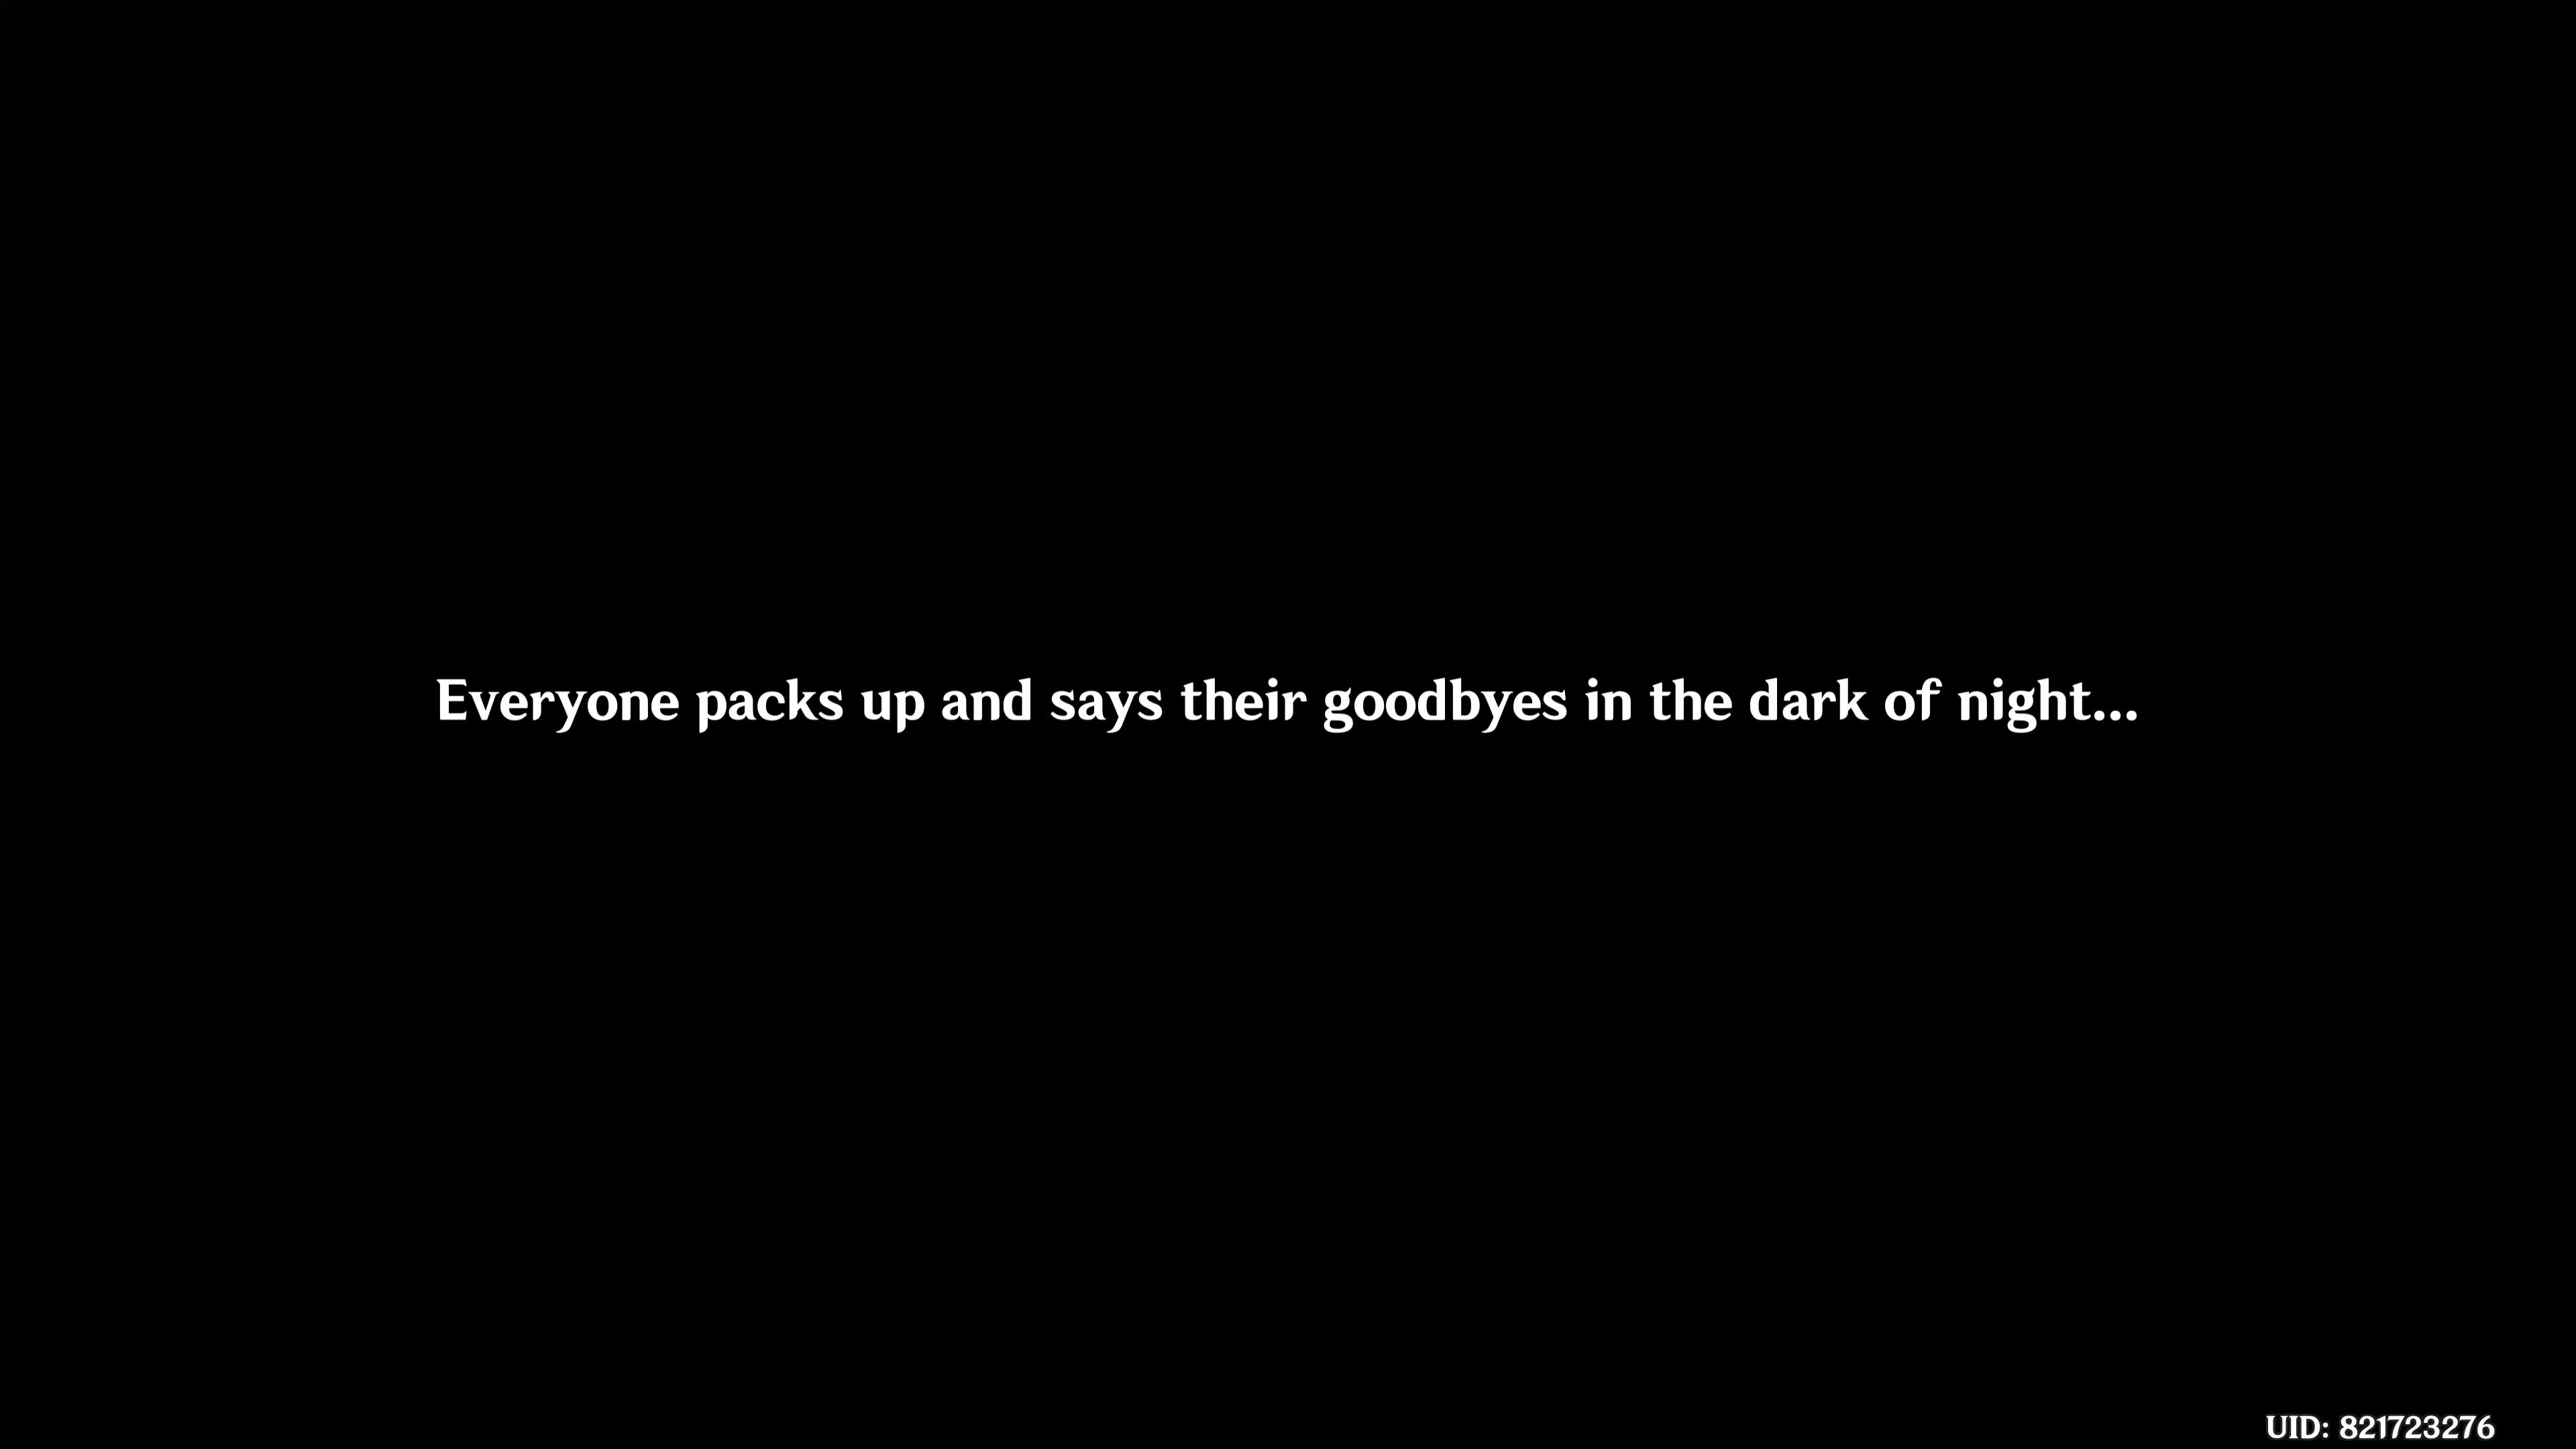 Everyone packs up and says their goodbyes in the dark of night...
UID: 821723276